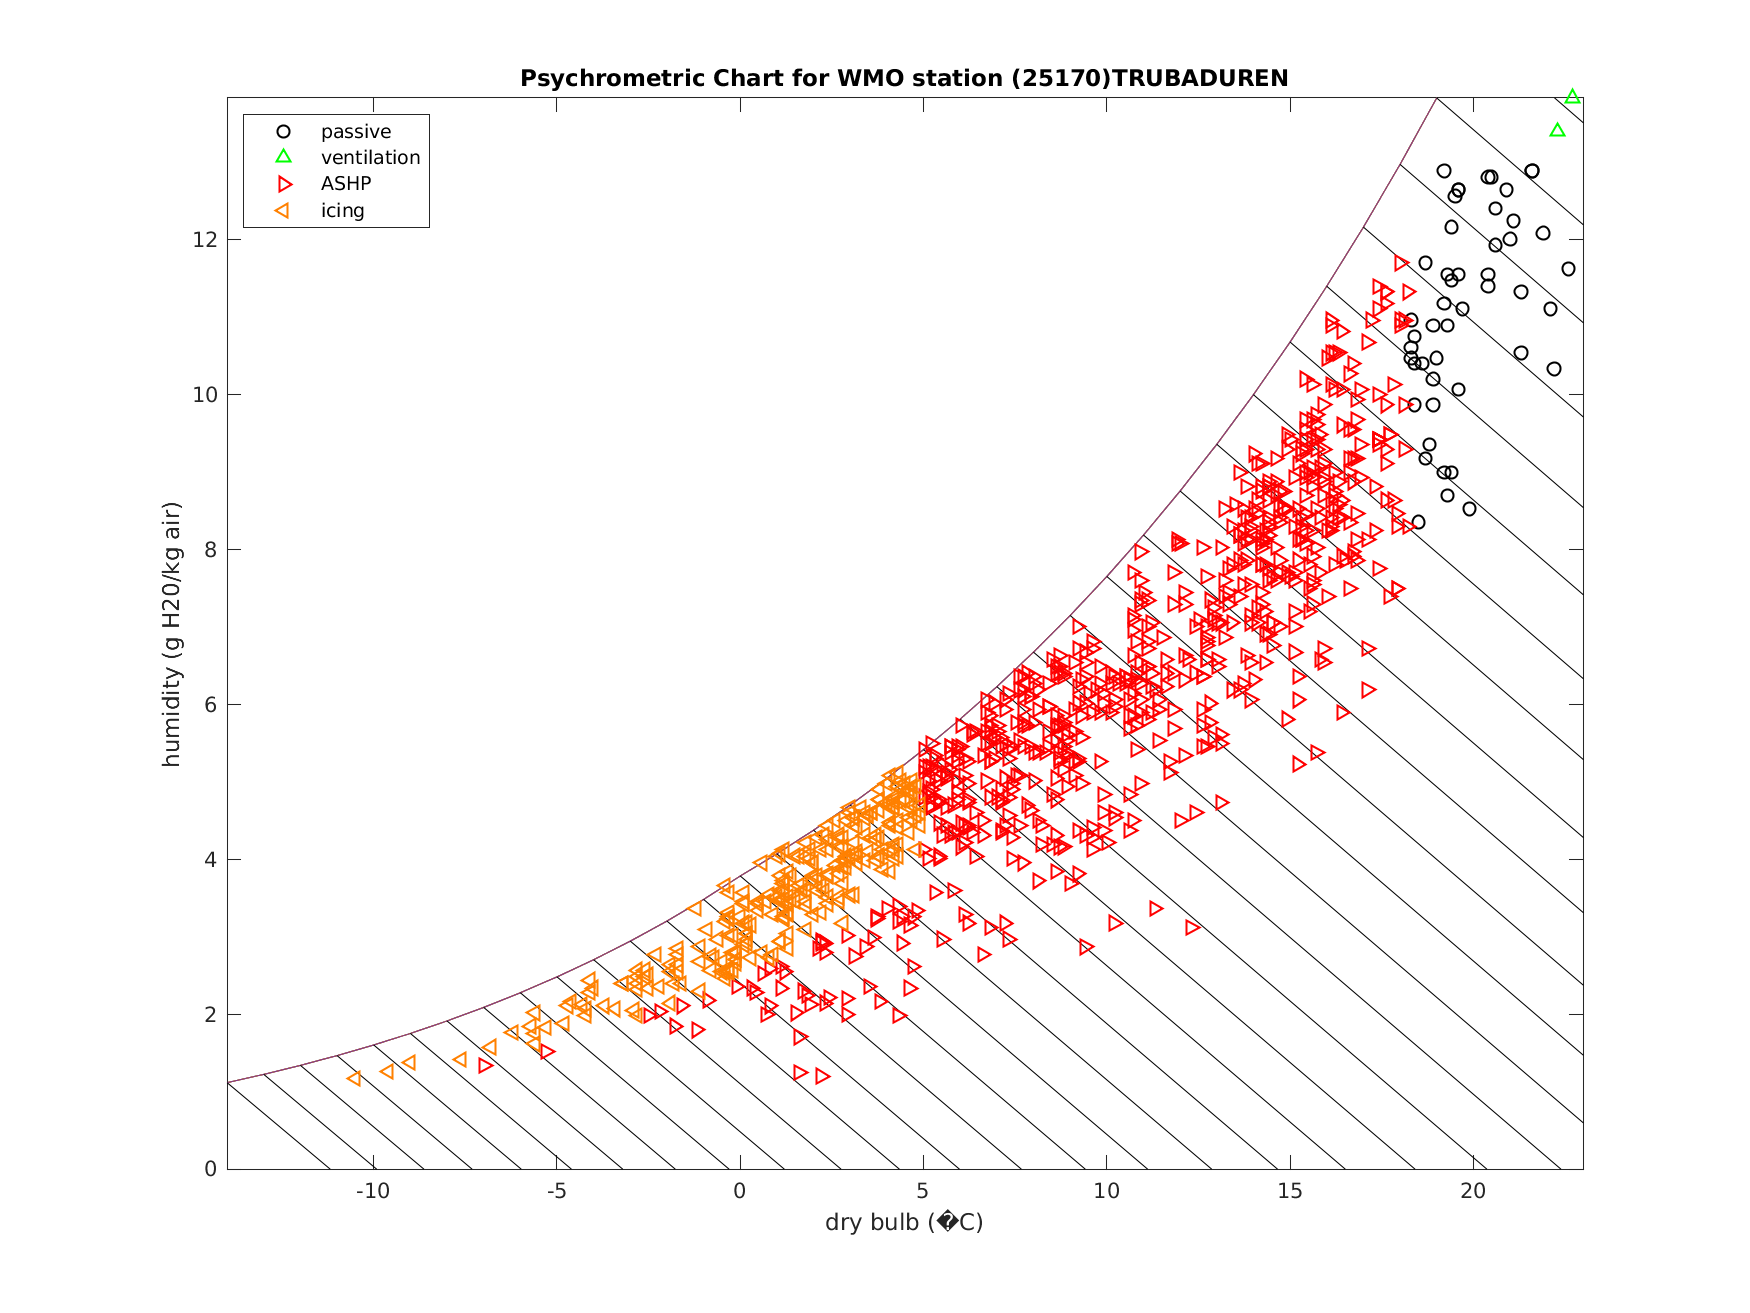 Psychrometric Chart for WMO station (25170)TRUBADUREN
passive
ventilation
ASHP
icing
12
10
8
6
4
2
0
humidity (g H20/kg air)
-10 -5 0 5 10 15 20
dry bulb (�C)